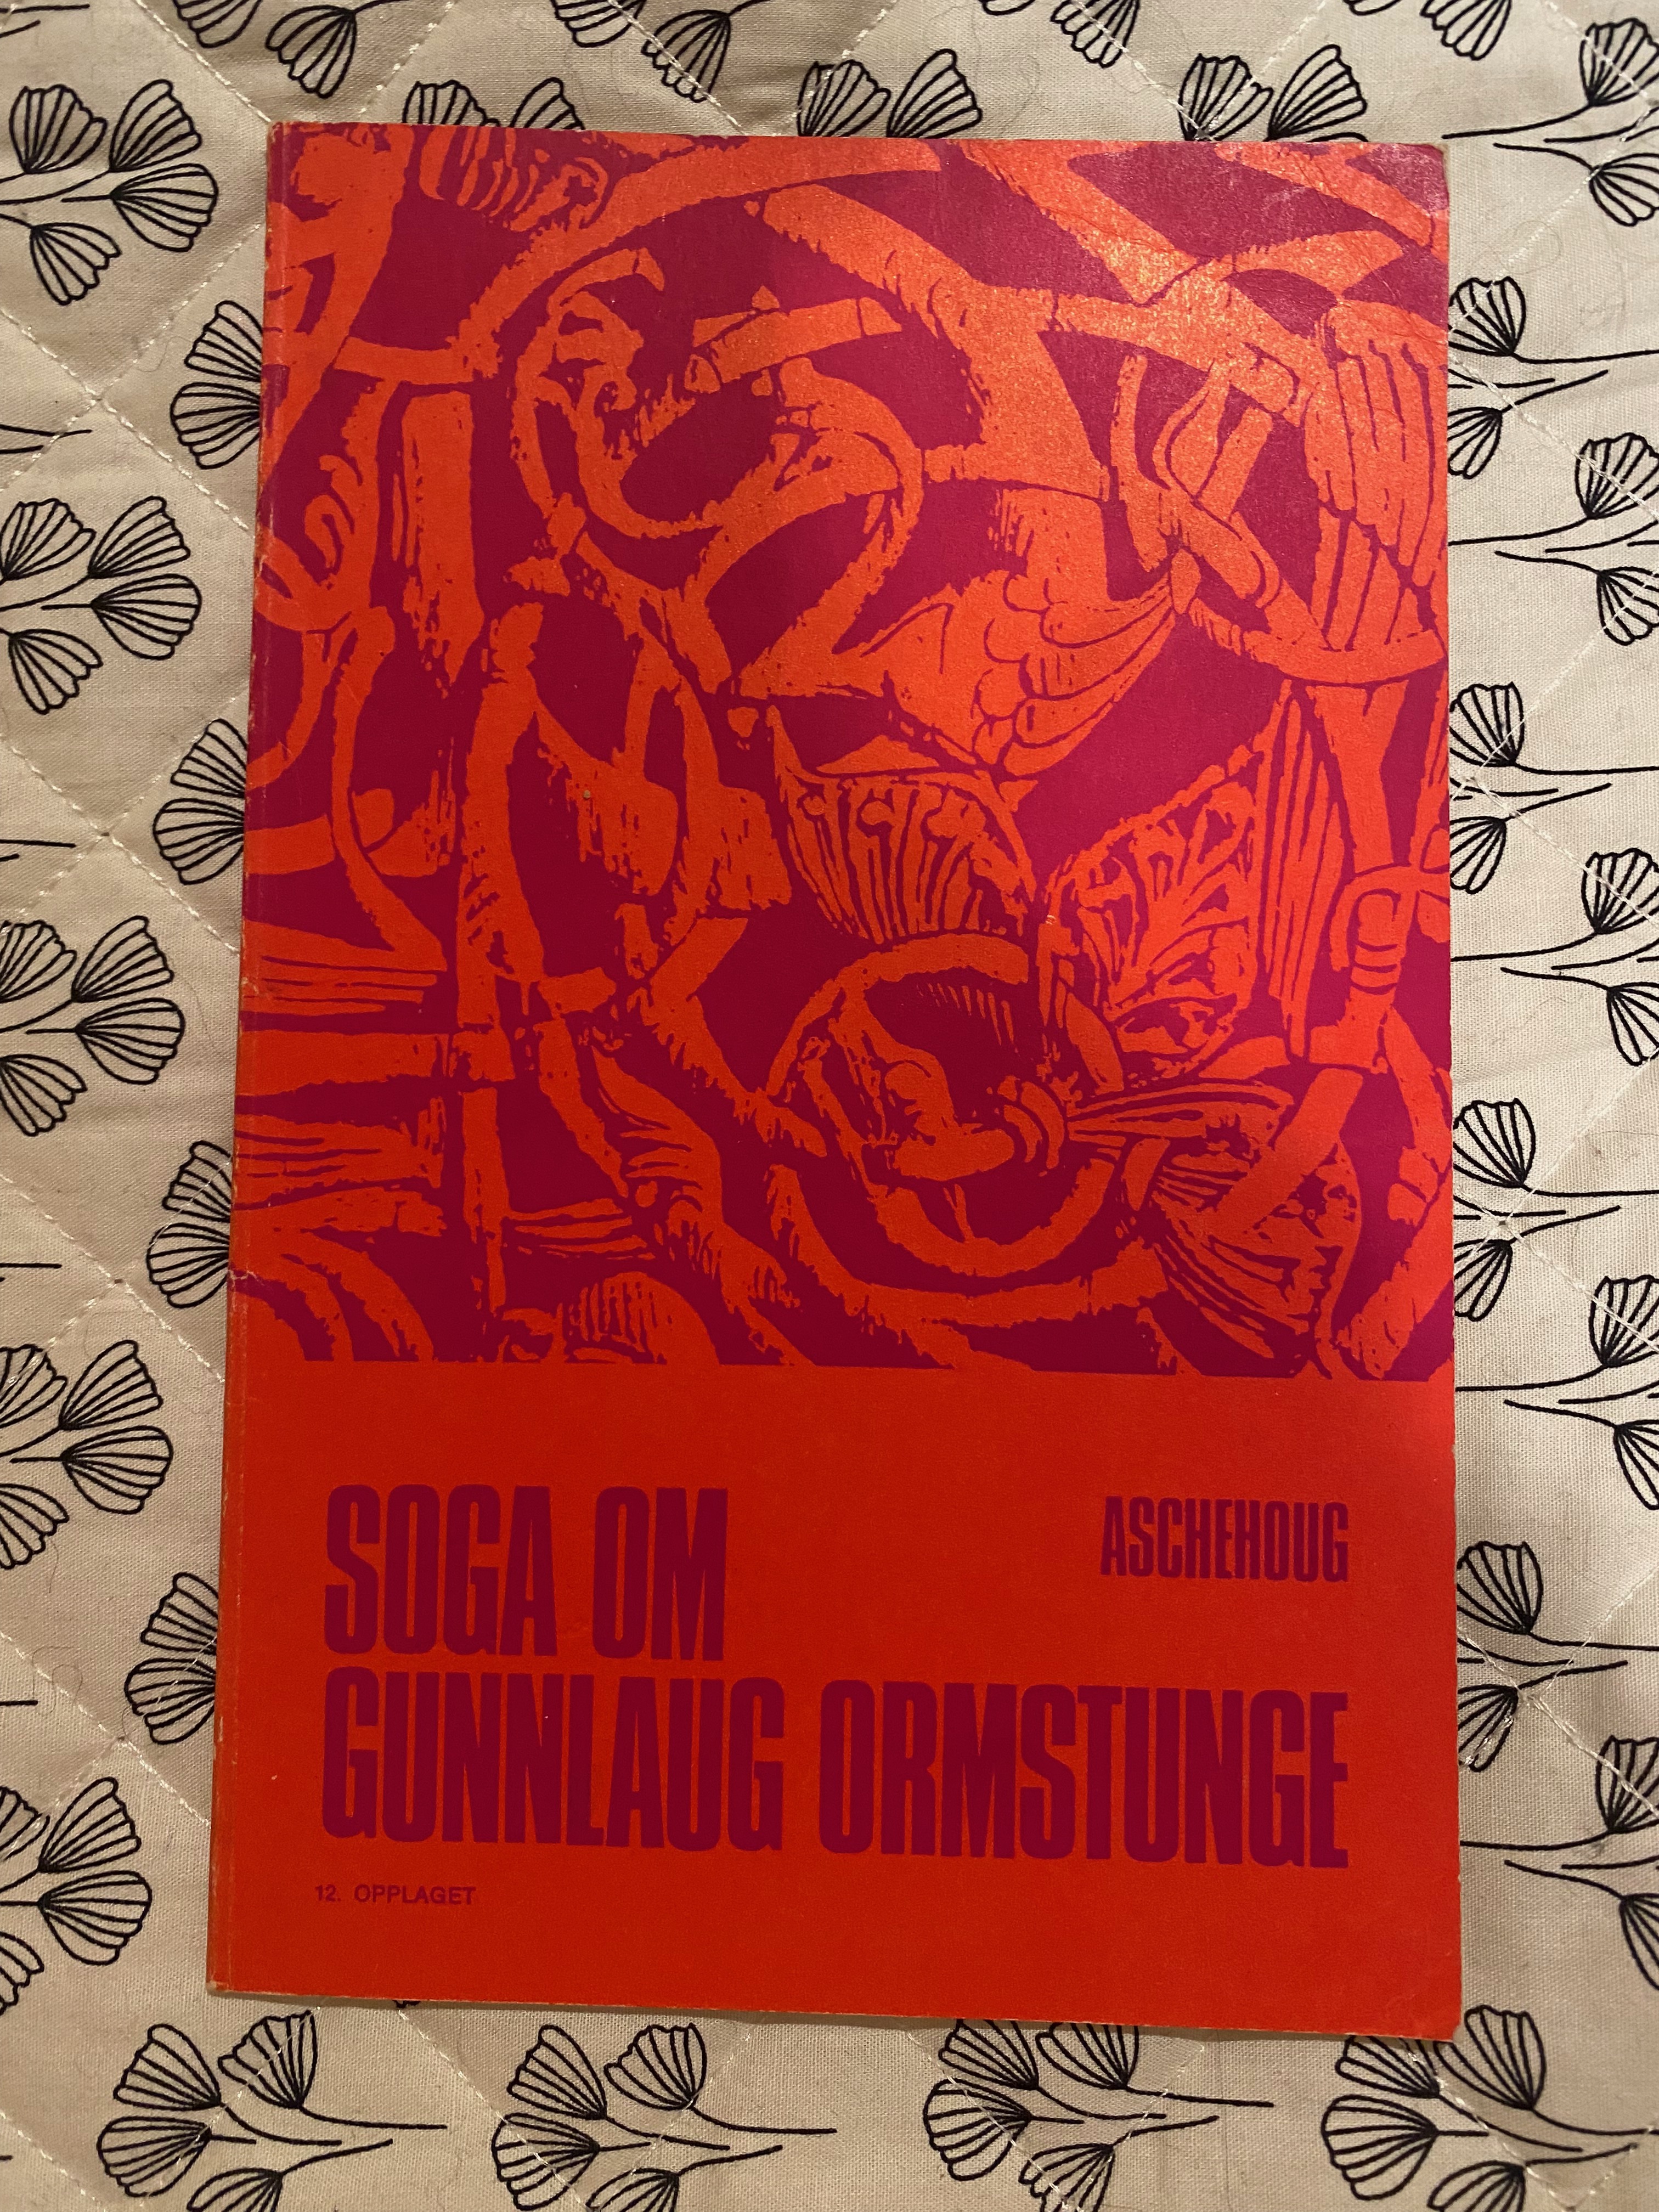 SOGA OM
ASCHEHOUG
GUNNLAUG ORMSTUNGE
12. OPPLAGET